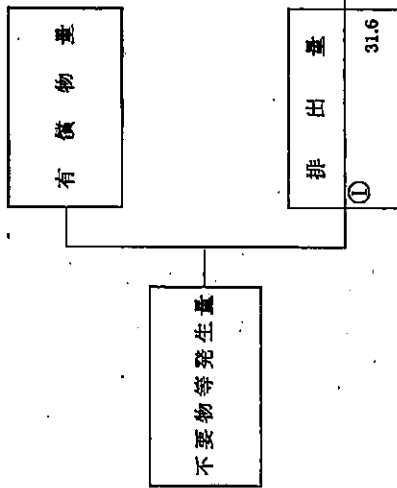 有償物量
不要物等発生量
排出量
①
31.6